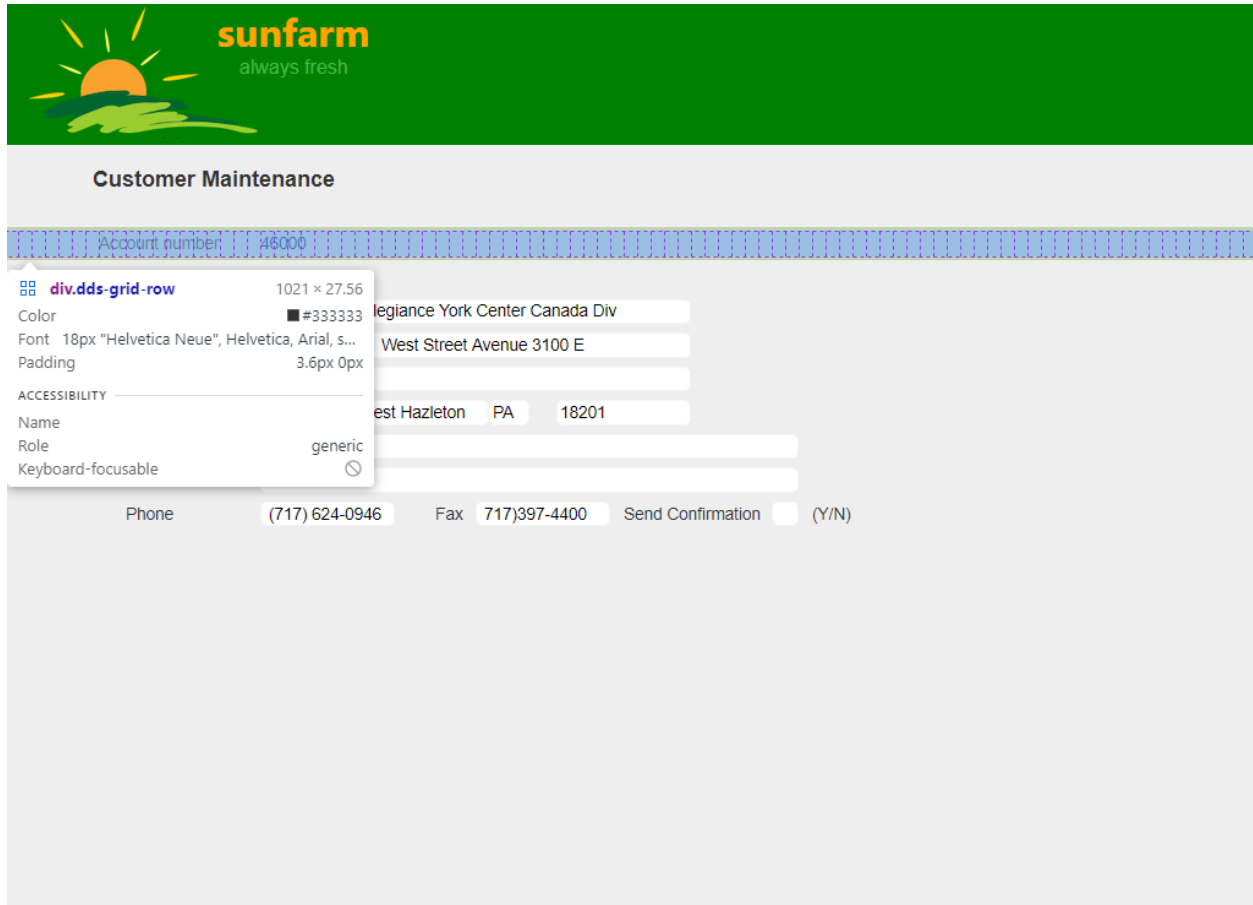 sunfarm
always fresh
Customer Maintenance
Account number 46000
div.dds-grid-row 1021 × 27.56
Color #333333
Font 18px "Helvetica Neue", Helvetica, Arial, s...
Padding 3.6px 0px
ACCESSIBILITY
Name
Role generic
Keyboard-focusable
legiance York Center Canada Div
West Street Avenue 3100 E
est Hazleton PA 18201
Phone (717) 624-0946 Fax 717)397-4400 Send Confirmation (Y/N)